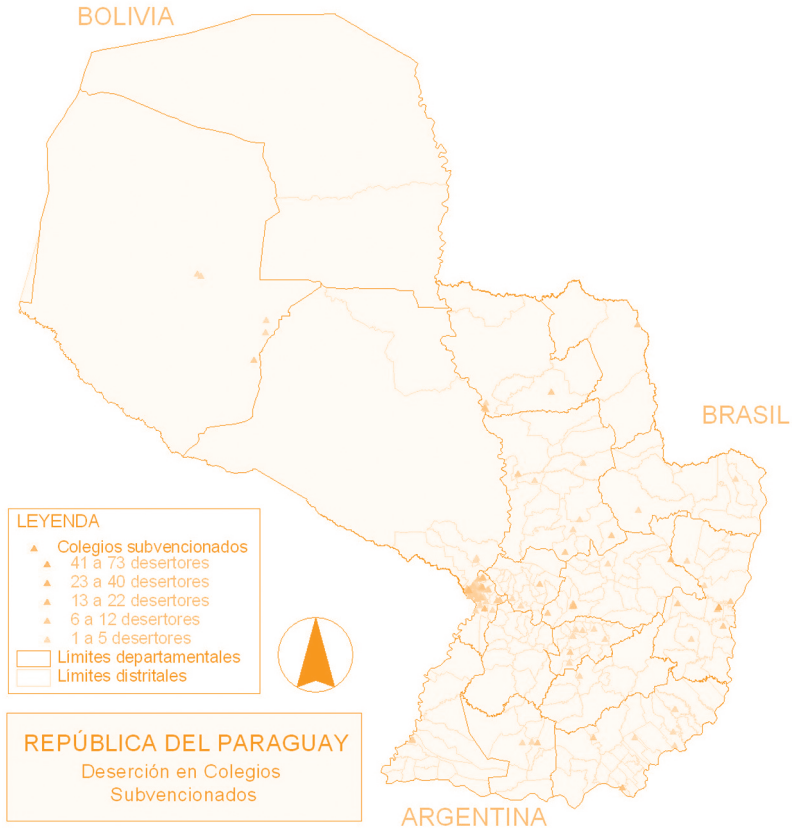 BOLIVIA
BRASIL
LEYENDA
Colegios subvencionados
41 a 73 desertores
23 a 40 desertores
13 a 22 desertores
6 a 12 desertores
1 a 5 desertores
Limites departamentales
Limites distritales
REPÚBLICA DEL PARAGUAY
Deserción en Colegios
Subvencionados
ARGENTINA